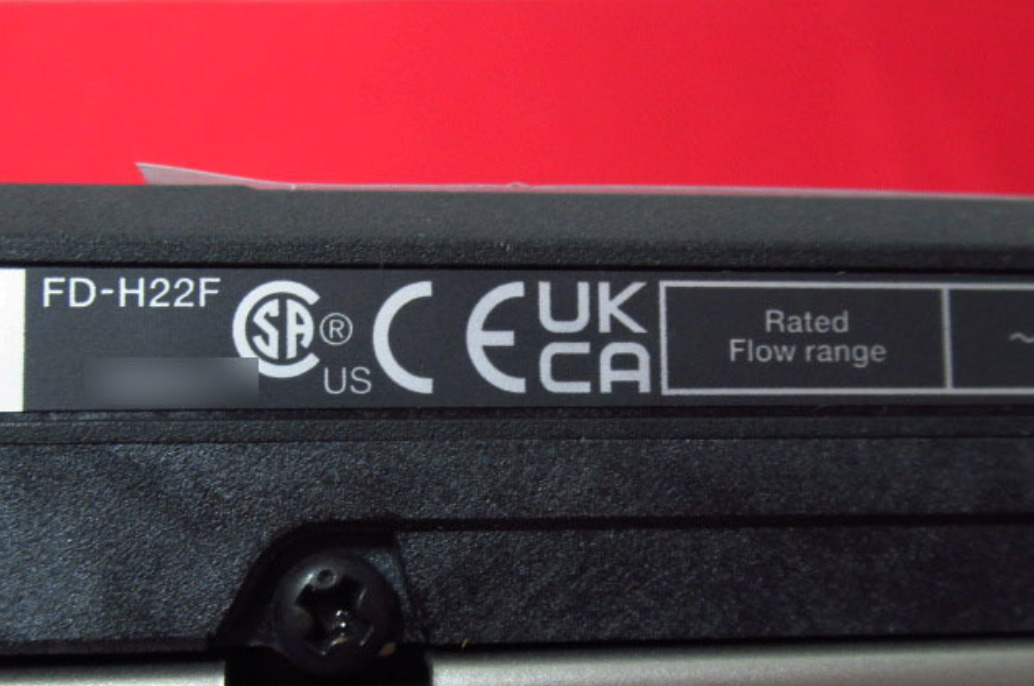 FD-H22F
SA ® US
CE
UK
CA
Rated
Flow range
~